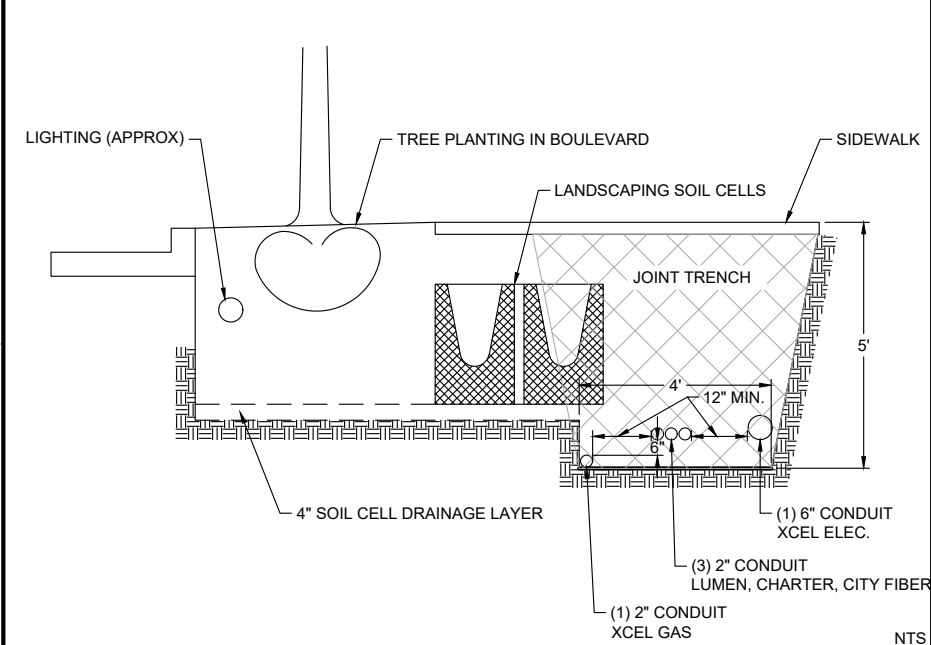 LIGHTING (APPROX)
TREE PLANTING IN BOULEVARD
SIDEWALK
LANDSCAPING SOIL CELLS
JOINT TRENCH
5'
4'
12" MIN.
6"
4" SOIL CELL DRAINAGE LAYER
(1) 6" CONDUIT
XCEL ELEC.
(3) 2" CONDUIT
LUMEN, CHARTER, CITY FIBER
(1) 2" CONDUIT
XCEL GAS
NTS